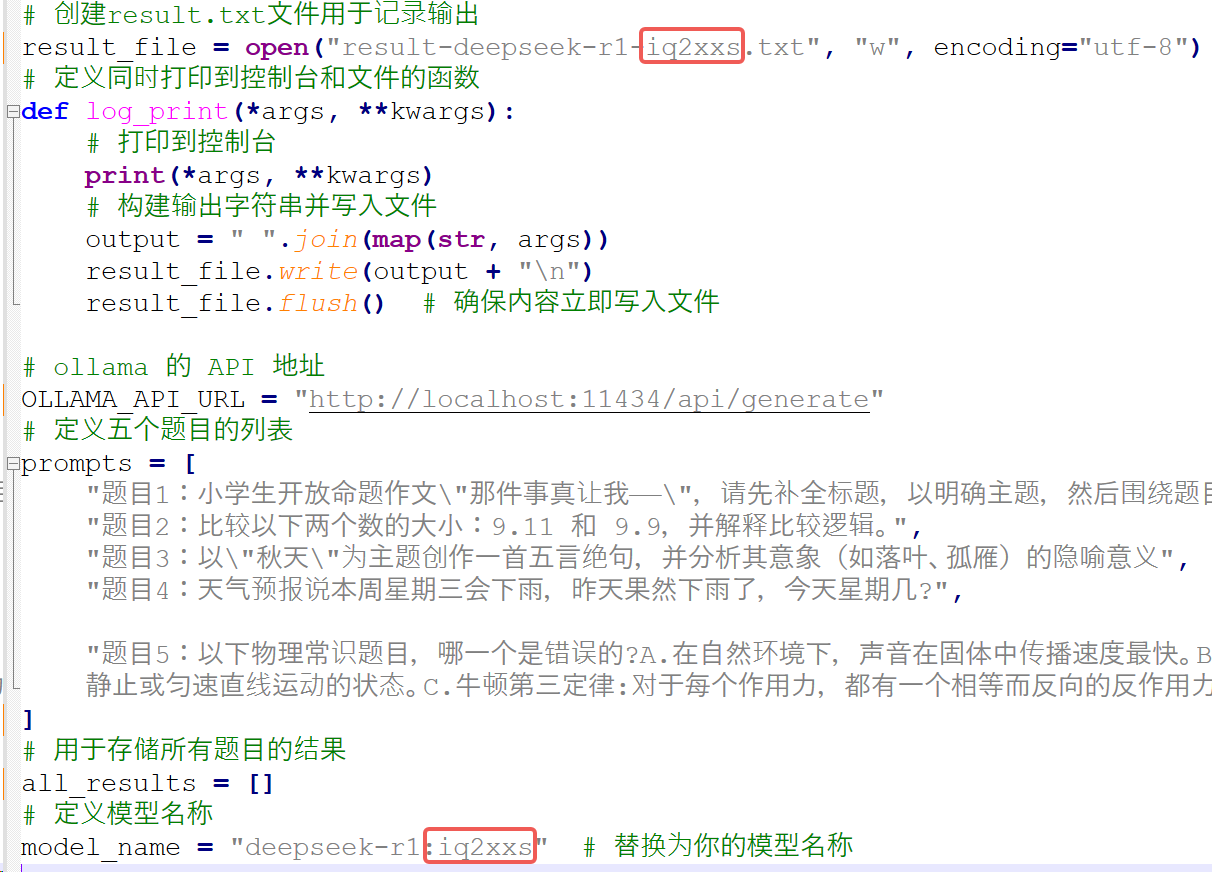 # 创建result.txt文件用于记录输出
result_file = open("result-deepseek-r1-iq2xxs.txt", "w", encoding="utf-8")
# 定义同时打印到控制台和文件的函数
def log_print(*args, **kwargs):
    # 打印到控制台
    print(*args, **kwargs)
    # 构建输出字符串并写入文件
    output = " ".join(map(str, args))
    result_file.write(output + "\n")
    result_file.flush()  # 确保内容立即写入文件
# ollama 的 API 地址
OLLAMA_API_URL = "http://localhost:11434/api/generate"
# 定义五个题目的列表
prompts = [
    "题目1：小学生开放命题作文\"那件事真让我——\", 请先补全标题, 以明确主题, 然后围绕题目
    "题目2：比较以下两个数的大小：9.11 和 9.9, 并解释比较逻辑。",
    "题目3：以\"秋天\"为主题创作一首五言绝句, 并分析其意象（如落叶、孤雁）的隐喻意义",
    "题目4：天气预报说本周星期三会下雨, 昨天果然下雨了, 今天星期几?",
    "题目5：以下物理常识题目, 哪一个是错误的?A.在自然环境下, 声音在固体中传播速度最快。B
    静止或匀速直线运动的状态。C.牛顿第三定律:对于每个作用力, 都有一个相等而反向的反作用力
]
# 用于存储所有题目的结果
all_results = []
# 定义模型名称
model_name = "deepseek-r1:iq2xxs"  # 替换为你的模型名称